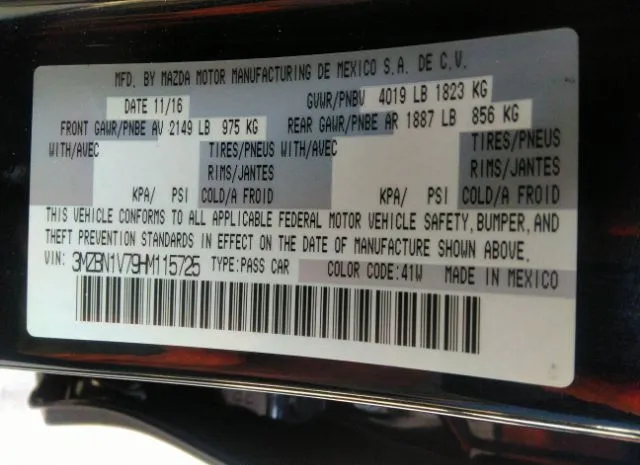 MFD. BY MAZDA MOTOR MANUFACTURING DE MEXICO S.A. DE C.V.
DATE 11/16 GVWR/PNBV 4019 LB 1823 KG
FRONT GAWR/PNBE AV 2149 LB 975 KG REAR GAWR/PNBE AR 1887 LB 856 KG
WITH/AVEC TIRES/PNEUS WITH/AVEC TIRES/PNEUS
RIMS/JANTES RIMS/JANTES
KPA/ PSI COLD/A FROID KPA/ PSI COLD/A FROID
THIS VEHICLE CONFORMS TO ALL APPLICABLE FEDERAL MOTOR VEHICLE SAFETY, BUMPER, AND
THEFT PREVENTION STANDARDS IN EFFECT ON THE DATE OF MANUFACTURE SHOWN ABOVE.
VIN: 3MZBN1V79HM115725 TYPE:PASS CAR COLOR CODE:41W MADE IN MEXICO